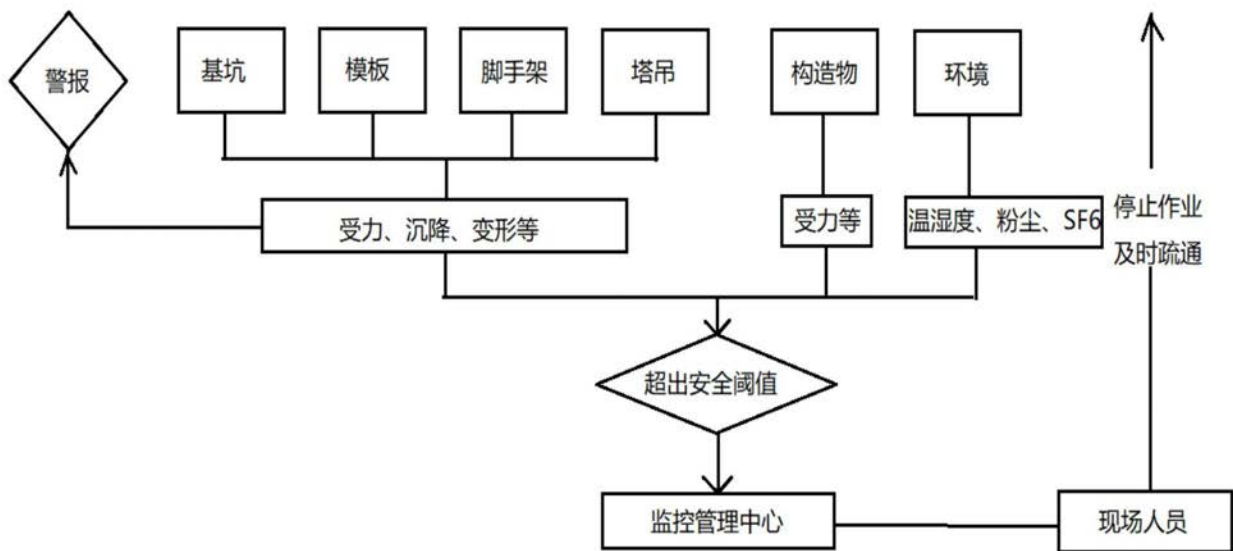 警报
基坑
模板
脚手架
塔吊
构造物
环境
受力、沉降、变形等
受力等
温湿度、粉尘、SF6
停止作业
及时疏通
超出安全阈值
监控管理中心
现场人员